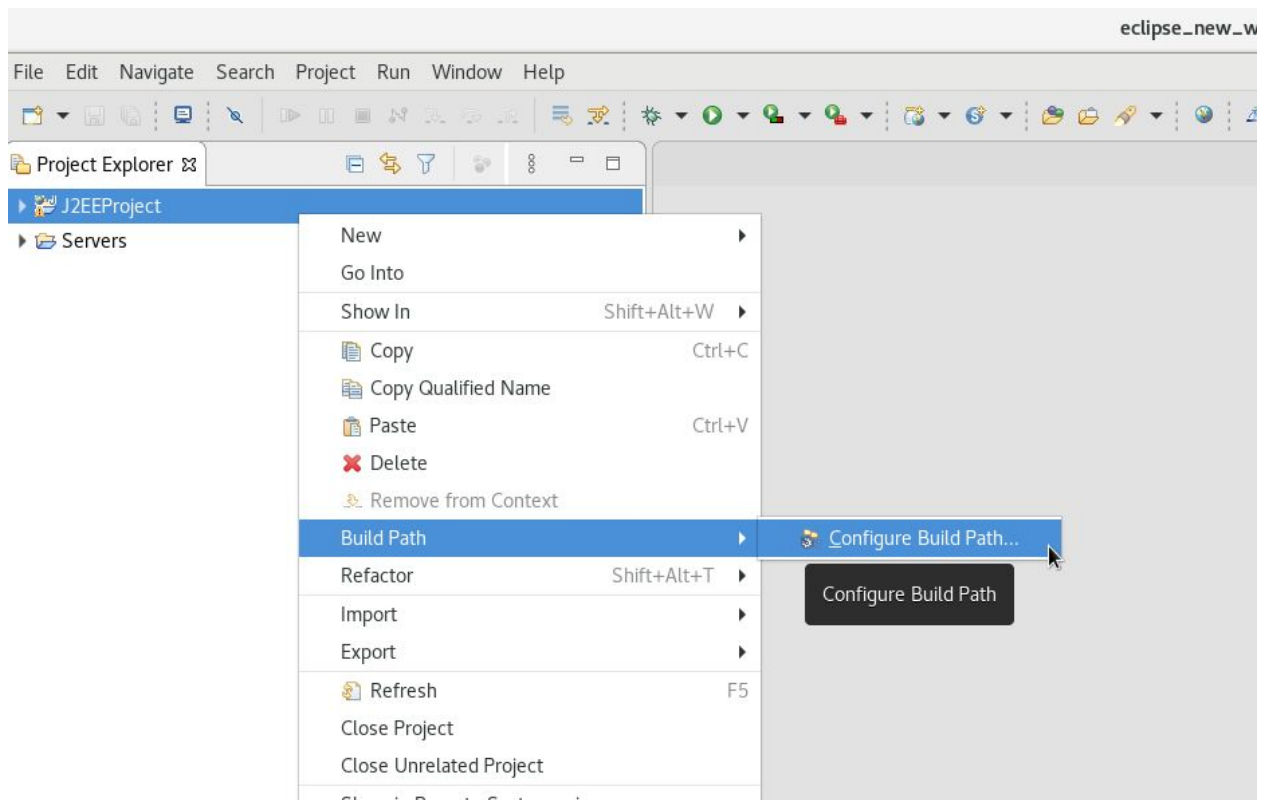 eclipse_new_w
File Edit Navigate Search Project Run Window Help
Project Explorer
J2EEProject
Servers
New
Go Into
Show In Shift+Alt+W
Copy Ctrl+C
Copy Qualified Name
Paste Ctrl+V
Delete
Remove from Context
Build Path
Configure Build Path...
Refactor Shift+Alt+T
Configure Build Path
Import
Export
Refresh F5
Close Project
Close Unrelated Project